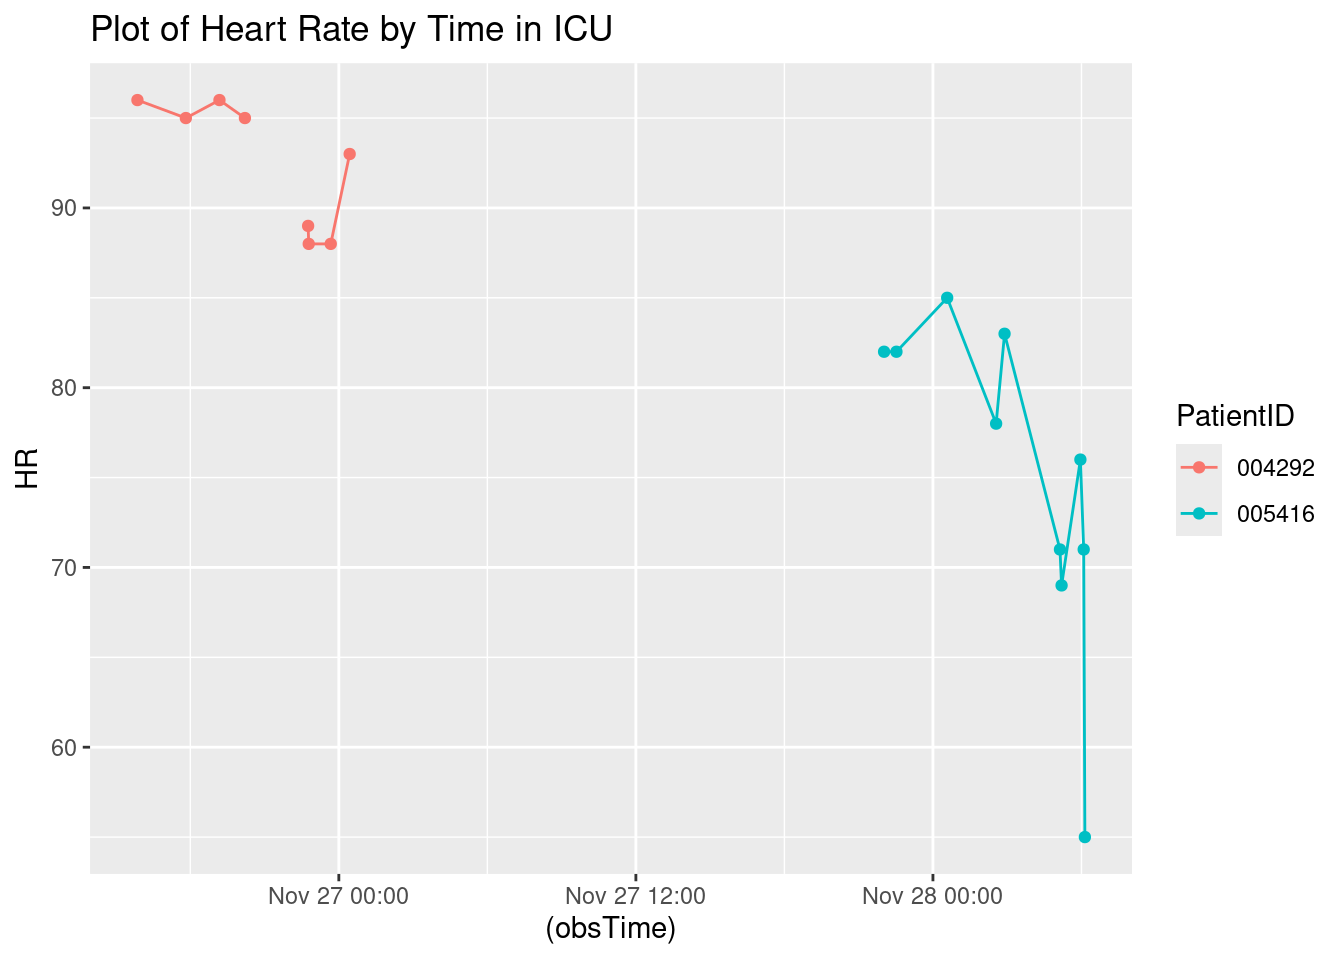 Plot of Heart Rate by Time in ICU
90
80
70
60
HR
Nov 27 00:00
Nov 27 12:00
Nov 28 00:00
(obsTime)
PatientID
004292
005416